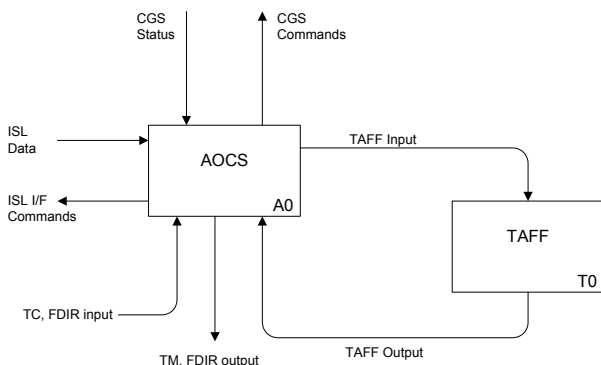 CGS
Status
CGS
Commands
ISL
Data
AOCS
TAFF Input
ISL I/F
Commands
A0
TAFF
T0
TC, FDIR input
TM, FDIR output
TAFF Output